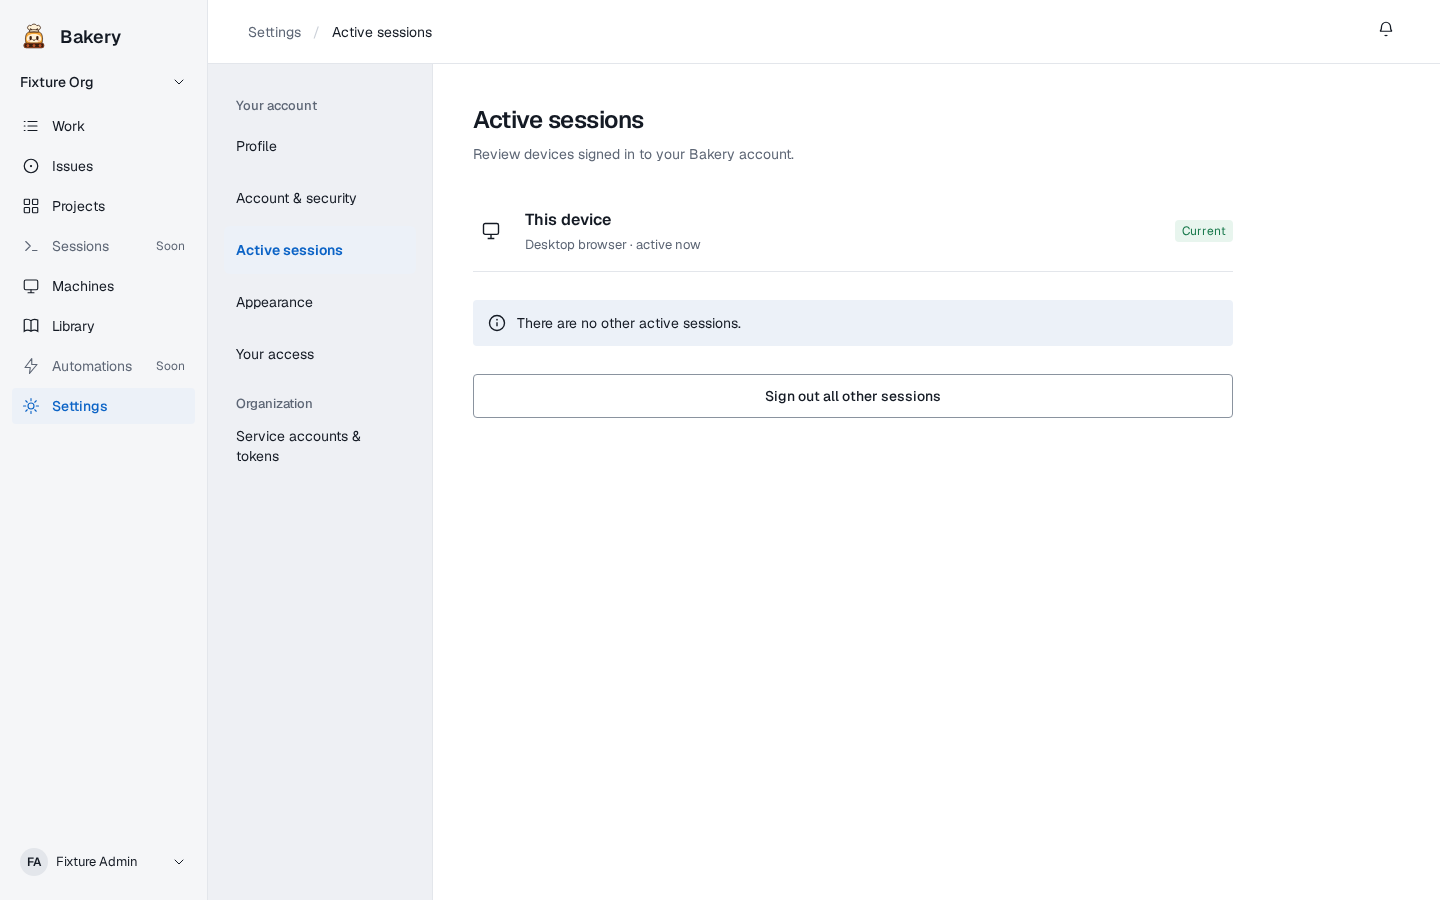 Bakery
Fixture Org
Work
Issues
Projects
Sessions Soon
Machines
Library
Automations Soon
Settings
FA Fixture Admin
Settings / Active sessions
Your account
Profile
Account & security
Active sessions
Appearance
Your access
Organization
Service accounts &
tokens
Active sessions
Review devices signed in to your Bakery account.
This device
Desktop browser · active now
Current
There are no other active sessions.
Sign out all other sessions